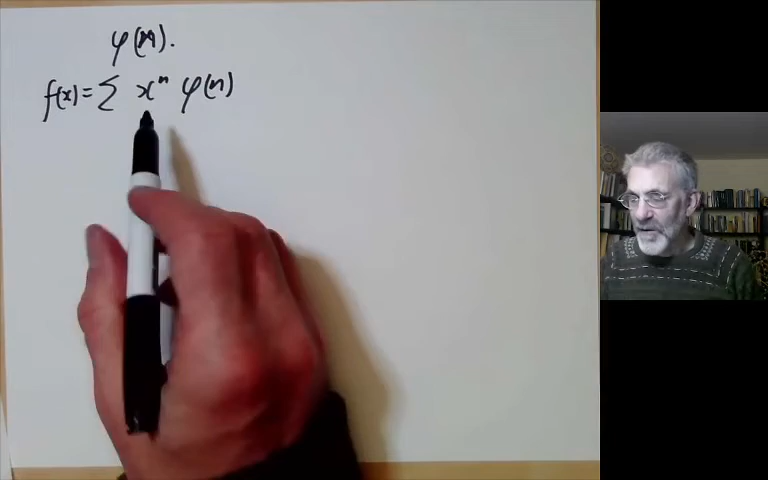 φ(n).
f(x) = Σ xⁿ φ(n)